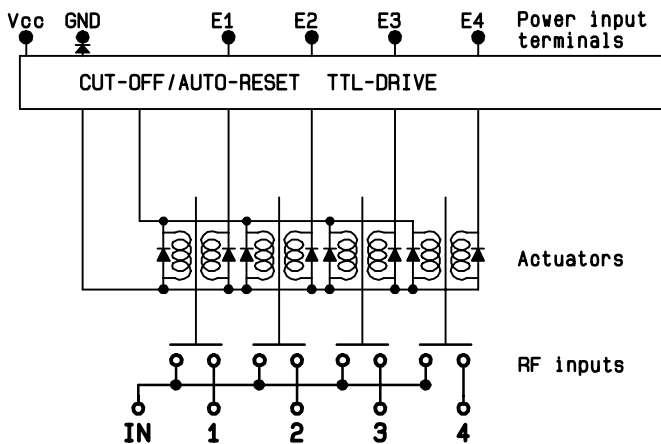 Vcc GND E1 E2 E3 E4 Power input
terminals
CUT-OFF/AUTO-RESET TTL-DRIVE
Actuators
RF inputs
IN 1 2 3 4